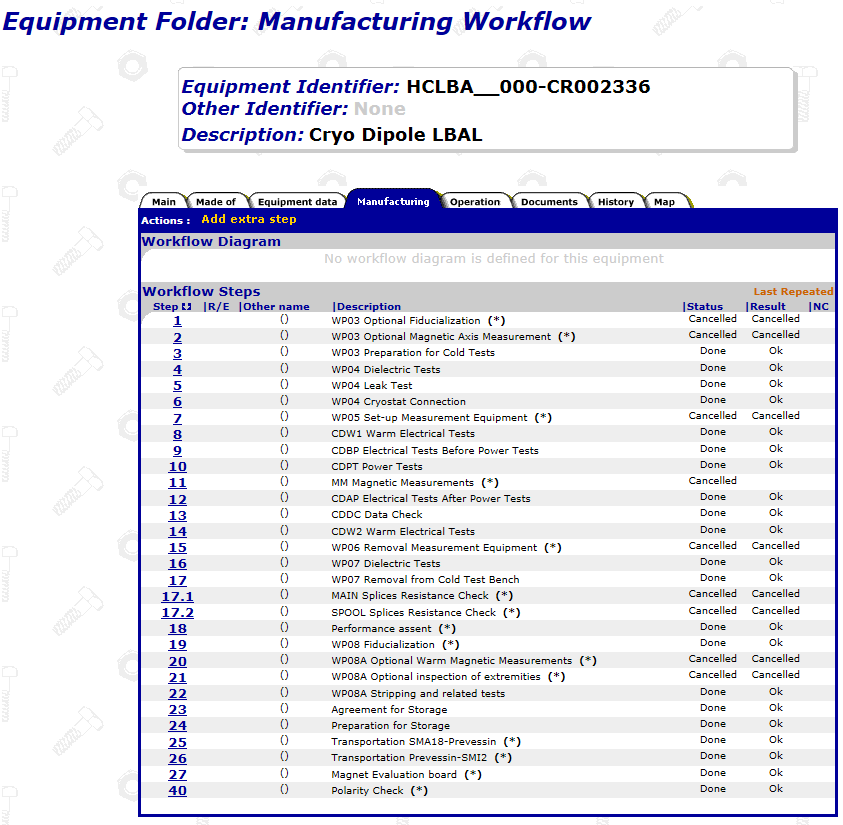 Equipment Folder: Manufacturing Workflow
Equipment Identifier: HCLBA__000-CR002336
Other Identifier: None
Description: Cryo Dipole LBAL
Main Made of Equipment data Manufacturing Operation Documents History Map
Actions : Add extra step
Workflow Diagram
No workflow diagram is defined for this equipment
Workflow Steps Last Repeated
Step |R/E |Other name |Description |Status |Result |NC
1 () WP03 Optional Fiducialization (*) Cancelled Cancelled
2 () WP03 Optional Magnetic Axis Measurement (*) Cancelled Cancelled
3 () WP03 Preparation for Cold Tests Done Ok
4 () WP04 Dielectric Tests Done Ok
5 () WP04 Leak Test Done Ok
6 () WP04 Cryostat Connection Done Ok
7 () WP05 Set-up Measurement Equipment (*) Cancelled Cancelled
8 () CDW1 Warm Electrical Tests Done Ok
9 () CDBP Electrical Tests Before Power Tests Done Ok
10 () CDPT Power Tests Done Ok
11 () MM Magnetic Measurements (*) Cancelled
12 () CDAP Electrical Tests After Power Tests Done Ok
13 () CDDC Data Check Done Ok
14 () CDW2 Warm Electrical Tests Done Ok
15 () WP06 Removal Measurement Equipment (*) Cancelled Cancelled
16 () WP07 Dielectric Tests Done Ok
17 () WP07 Removal from Cold Test Bench Done Ok
17.1 () MAIN Splices Resistance Check (*) Cancelled Cancelled
17.2 () SPOOL Splices Resistance Check (*) Cancelled Cancelled
18 () Performance assent (*) Done Ok
19 () WP08 Fiducialization (*) Done Ok
20 () WP08A Optional Warm Magnetic Measurements (*) Cancelled Cancelled
21 () WP08A Optional inspection of extremities (*) Cancelled Cancelled
22 () WP08A Stripping and related tests Done Ok
23 () Agreement for Storage Done Ok
24 () Preparation for Storage Done Ok
25 () Transportation SMA18-Prevessin (*) Done Ok
26 () Transportation Prevessin-SMI2 (*) Done Ok
27 () Magnet Evaluation board (*) Done Ok
40 () Polarity Check (*) Done Ok